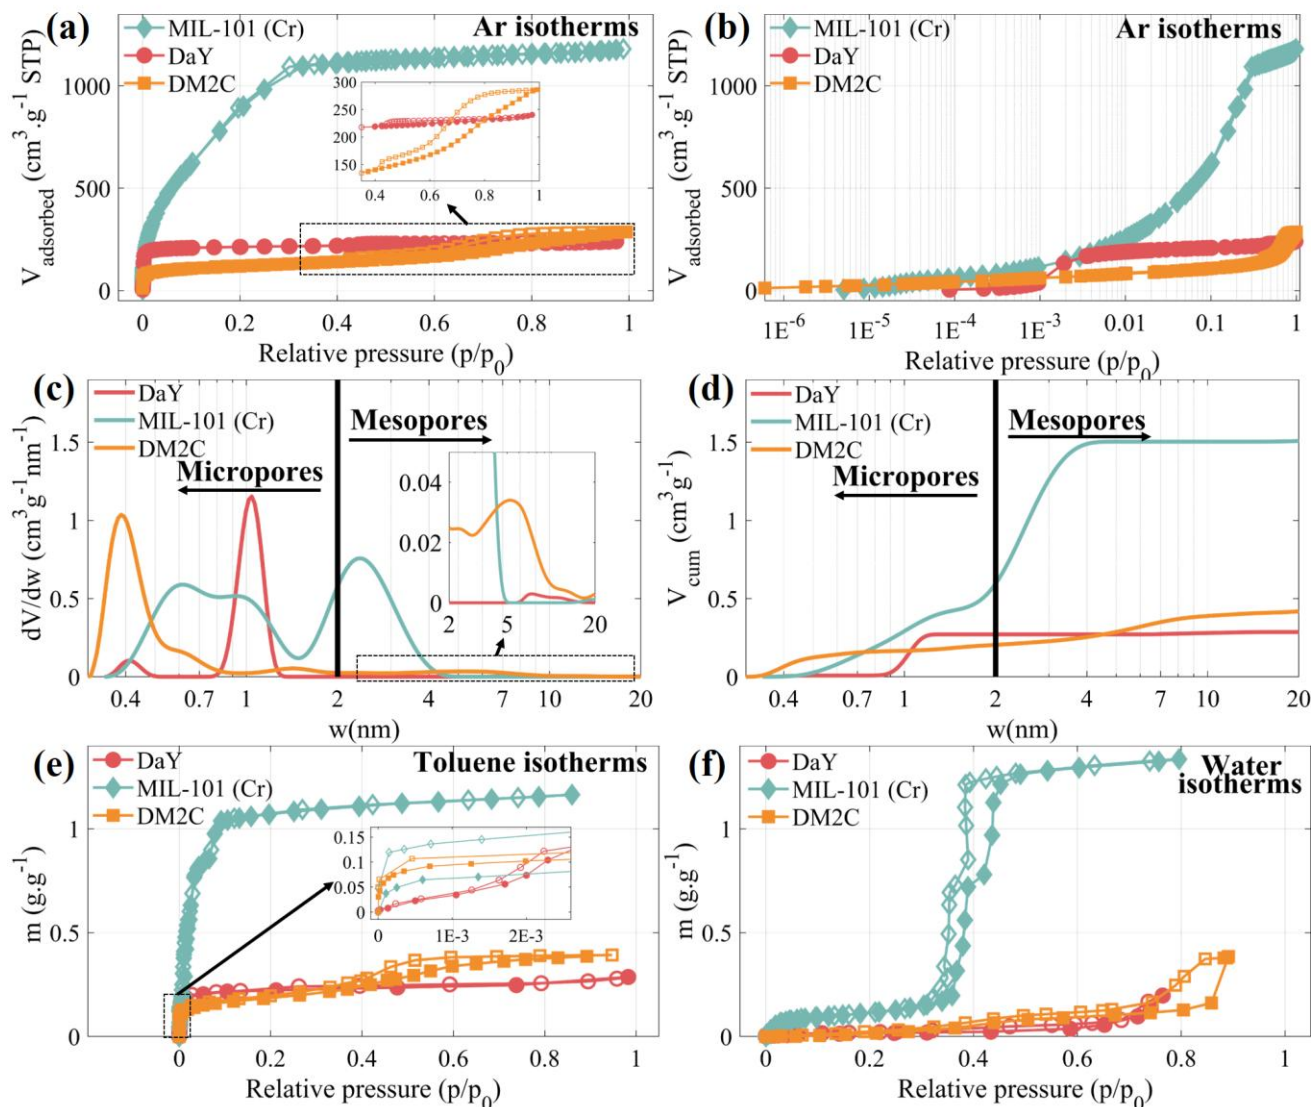 (a)
MIL-101 (Cr)
DaY
DM2C
Ar isotherms
V adsorbed (cm³.g⁻¹ STP)
1000
500
0
300
250
200
150
0.4 0.6 0.8 1
0 0.2 0.4 0.6 0.8 1
Relative pressure (p/p₀)
(b)
MIL-101 (Cr)
DaY
DM2C
Ar isotherms
V adsorbed (cm³.g⁻¹ STP)
1000
500
0
1E⁻⁶ 1E⁻⁵ 1E⁻⁴ 1E⁻³ 0.01 0.1 1
Relative pressure (p/p₀)
(c)
DaY
MIL-101 (Cr)
DM2C
Mesopores
Micropores
dV/dw (cm³g⁻¹nm⁻¹)
1.5
1
0.5
0
0.04
0.02
0
2 5 20
0.4 0.7 1 2 4 7 10 20
w(nm)
(d)
DaY
MIL-101 (Cr)
DM2C
Mesopores
Micropores
V cum (cm³g⁻¹)
1.5
1
0.5
0
0.4 0.7 1 2 4 7 10 20
w(nm)
(e)
DaY
MIL-101 (Cr)
DM2C
Toluene isotherms
m (g.g⁻¹)
1
0.5
0
0.15
0.1
0.05
0
0 1E-3 2E-3
0 0.2 0.4 0.6 0.8 1
Relative pressure (p/p₀)
(f)
DaY
MIL-101 (Cr)
DM2C
Water
isotherms
m (g.g⁻¹)
1
0.5
0
0 0.2 0.4 0.6 0.8 1
Relative pressure (p/p₀)